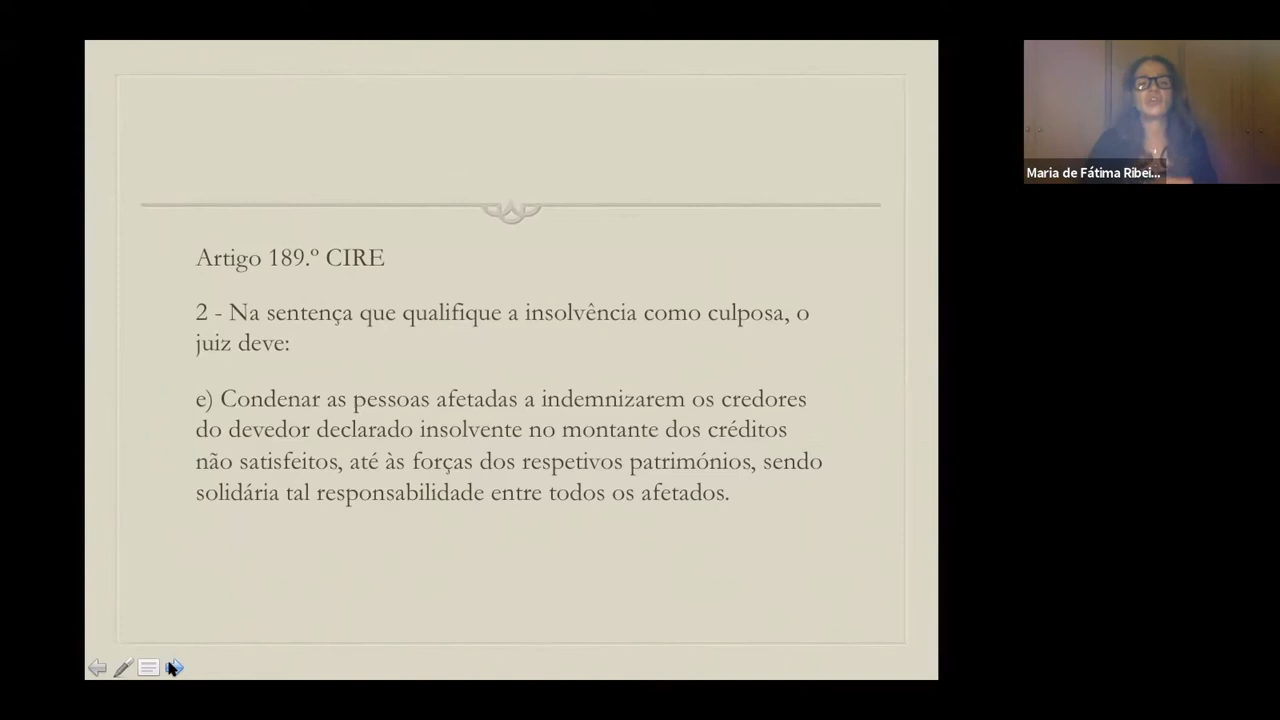 Artigo 189.º CIRE
2 - Na sentença que qualifique a insolvência como culposa, o
juiz deve:
e) Condenar as pessoas afetadas a indemnizarem os credores
do devedor declarado insolvente no montante dos créditos
não satisfeitos, até às forças dos respetivos patrimónios, sendo
solidária tal responsabilidade entre todos os afetados.
Maria de Fátima Ribei...